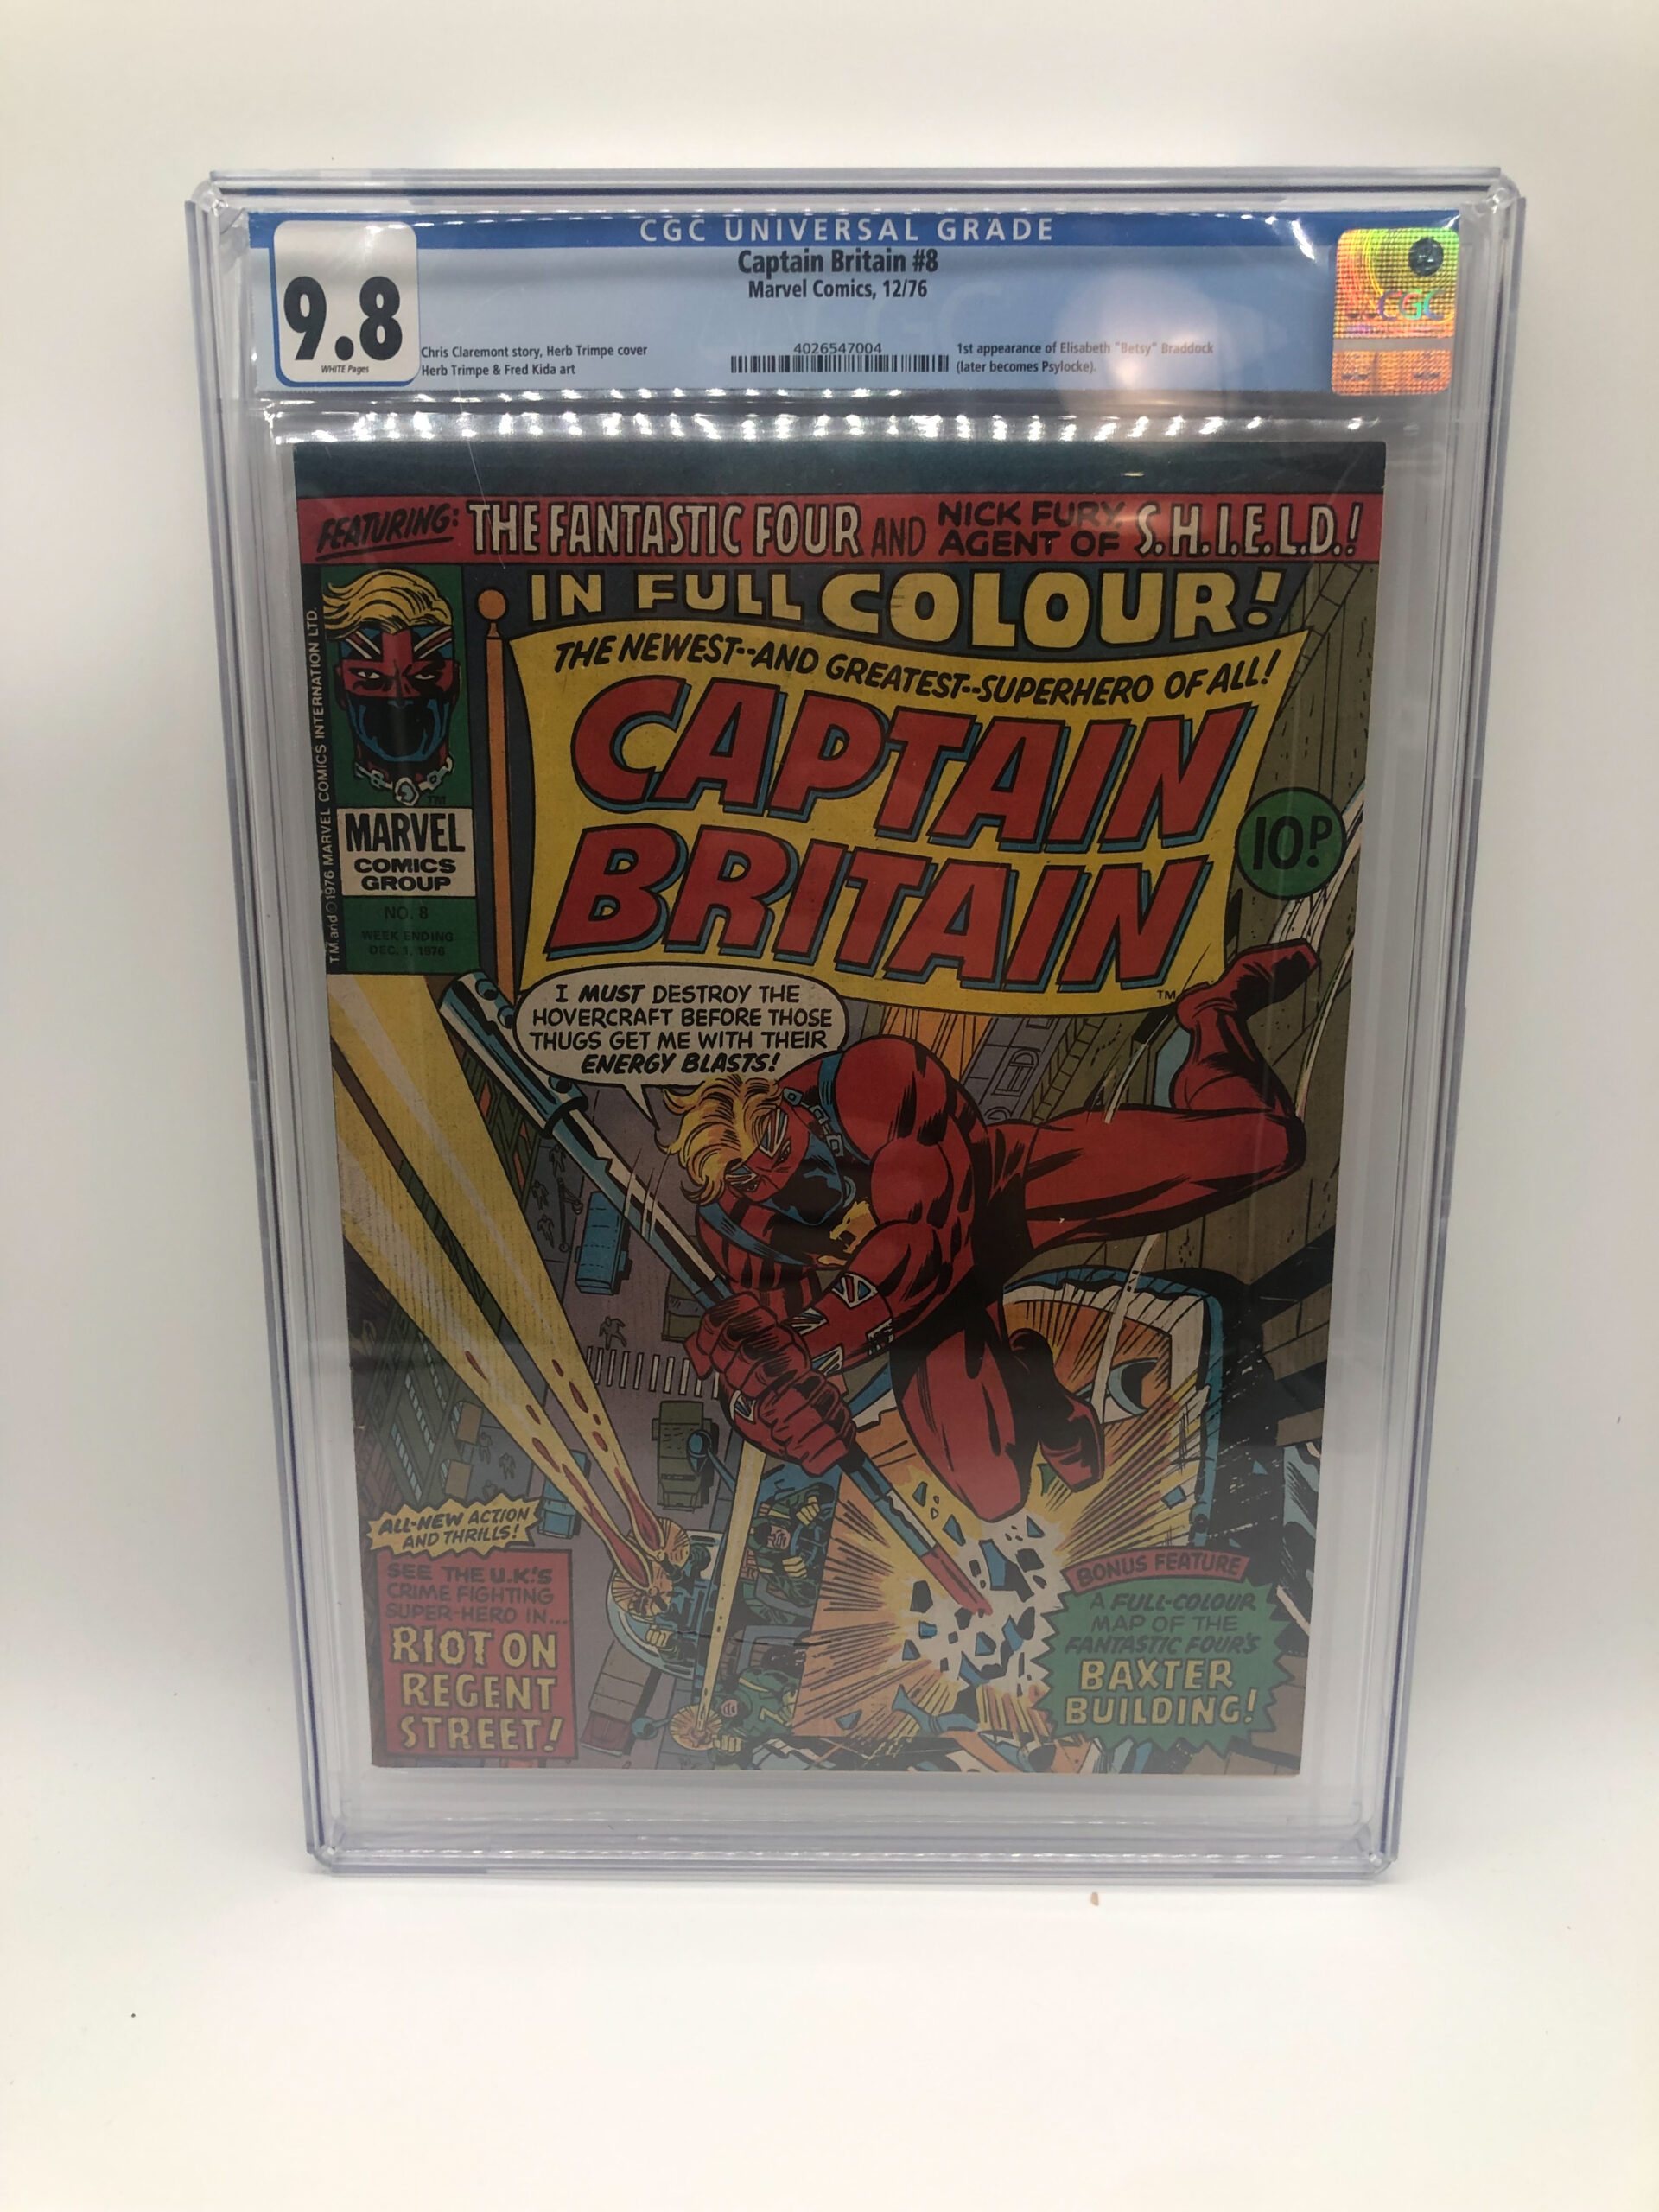 CGC UNIVERSAL GRADE
9.8
WHITE Pages
Captain Britain #8
Marvel Comics, 12/76
Chris Claremont story, Herb Trimpe cover
Herb Trimpe & Fred Kida art
4026547004
1st appearance of Elisabeth "Betsy" Braddock
(later becomes Psylocke).
CGC
FEATURING: THE FANTASTIC FOUR AND NICK FURY, AGENT OF S.H.I.E.L.D.!
IN FULL COLOUR!
THE NEWEST--AND GREATEST--SUPERHERO OF ALL!
CAPTAIN
BRITAIN
TM
10P
T.M. and ©1976 MARVEL COMICS INTERNATIONAL LTD.
TM
MARVEL
COMICS
GROUP
NO. 8
WEEK ENDING
DEC. 1, 1976
I MUST DESTROY THE
HOVERCRAFT BEFORE THOSE
THUGS GET ME WITH THEIR
ENERGY BLASTS!
ALL-NEW ACTION
AND THRILLS!
SEE THE U.K.'S
CRIME FIGHTING
SUPER-HERO IN...
RIOT ON
REGENT
STREET!
BONUS FEATURE
A FULL-COLOUR
MAP OF THE
FANTASTIC FOUR'S
BAXTER
BUILDING!